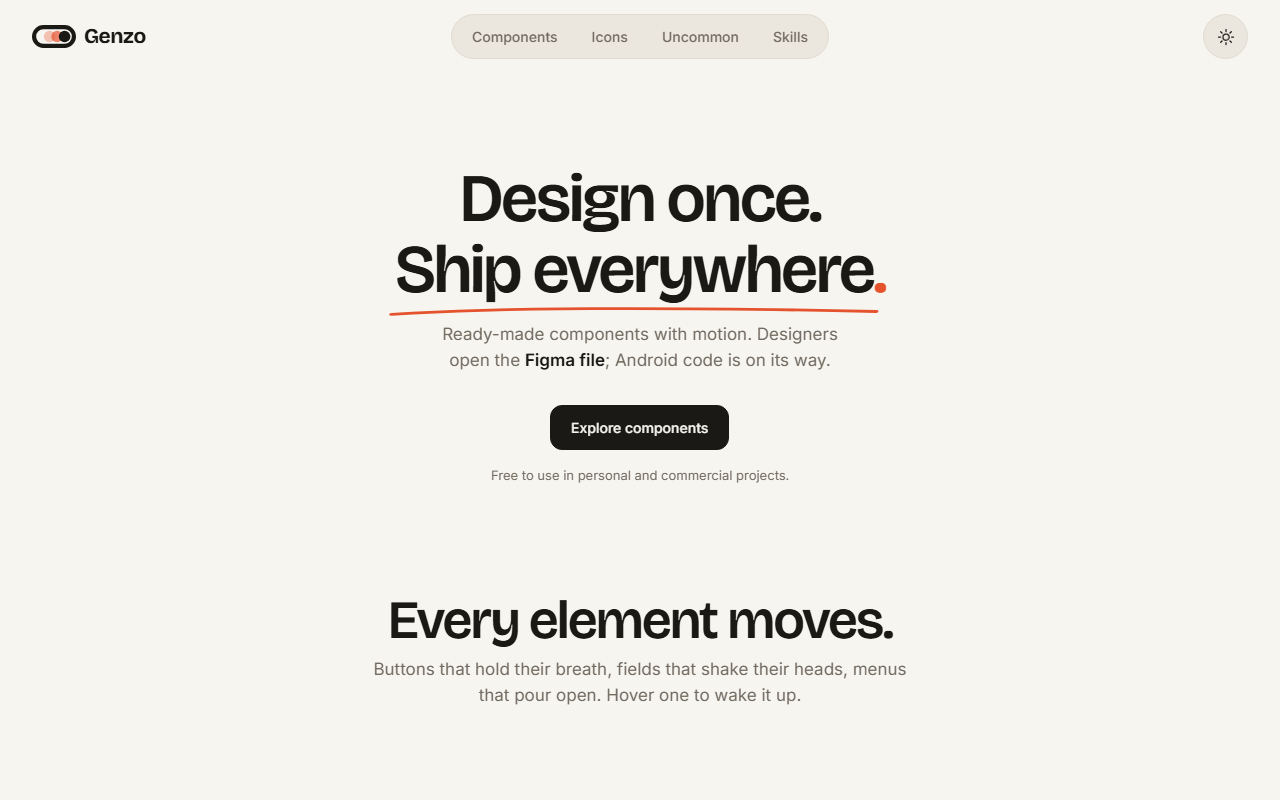 Genzo
Components Icons Uncommon Skills
Design once.
Ship everywhere.
Ready-made components with motion. Designers
open the Figma file; Android code is on its way.
Explore components
Free to use in personal and commercial projects.
Every element moves.
Buttons that hold their breath, fields that shake their heads, menus
that pour open. Hover one to wake it up.